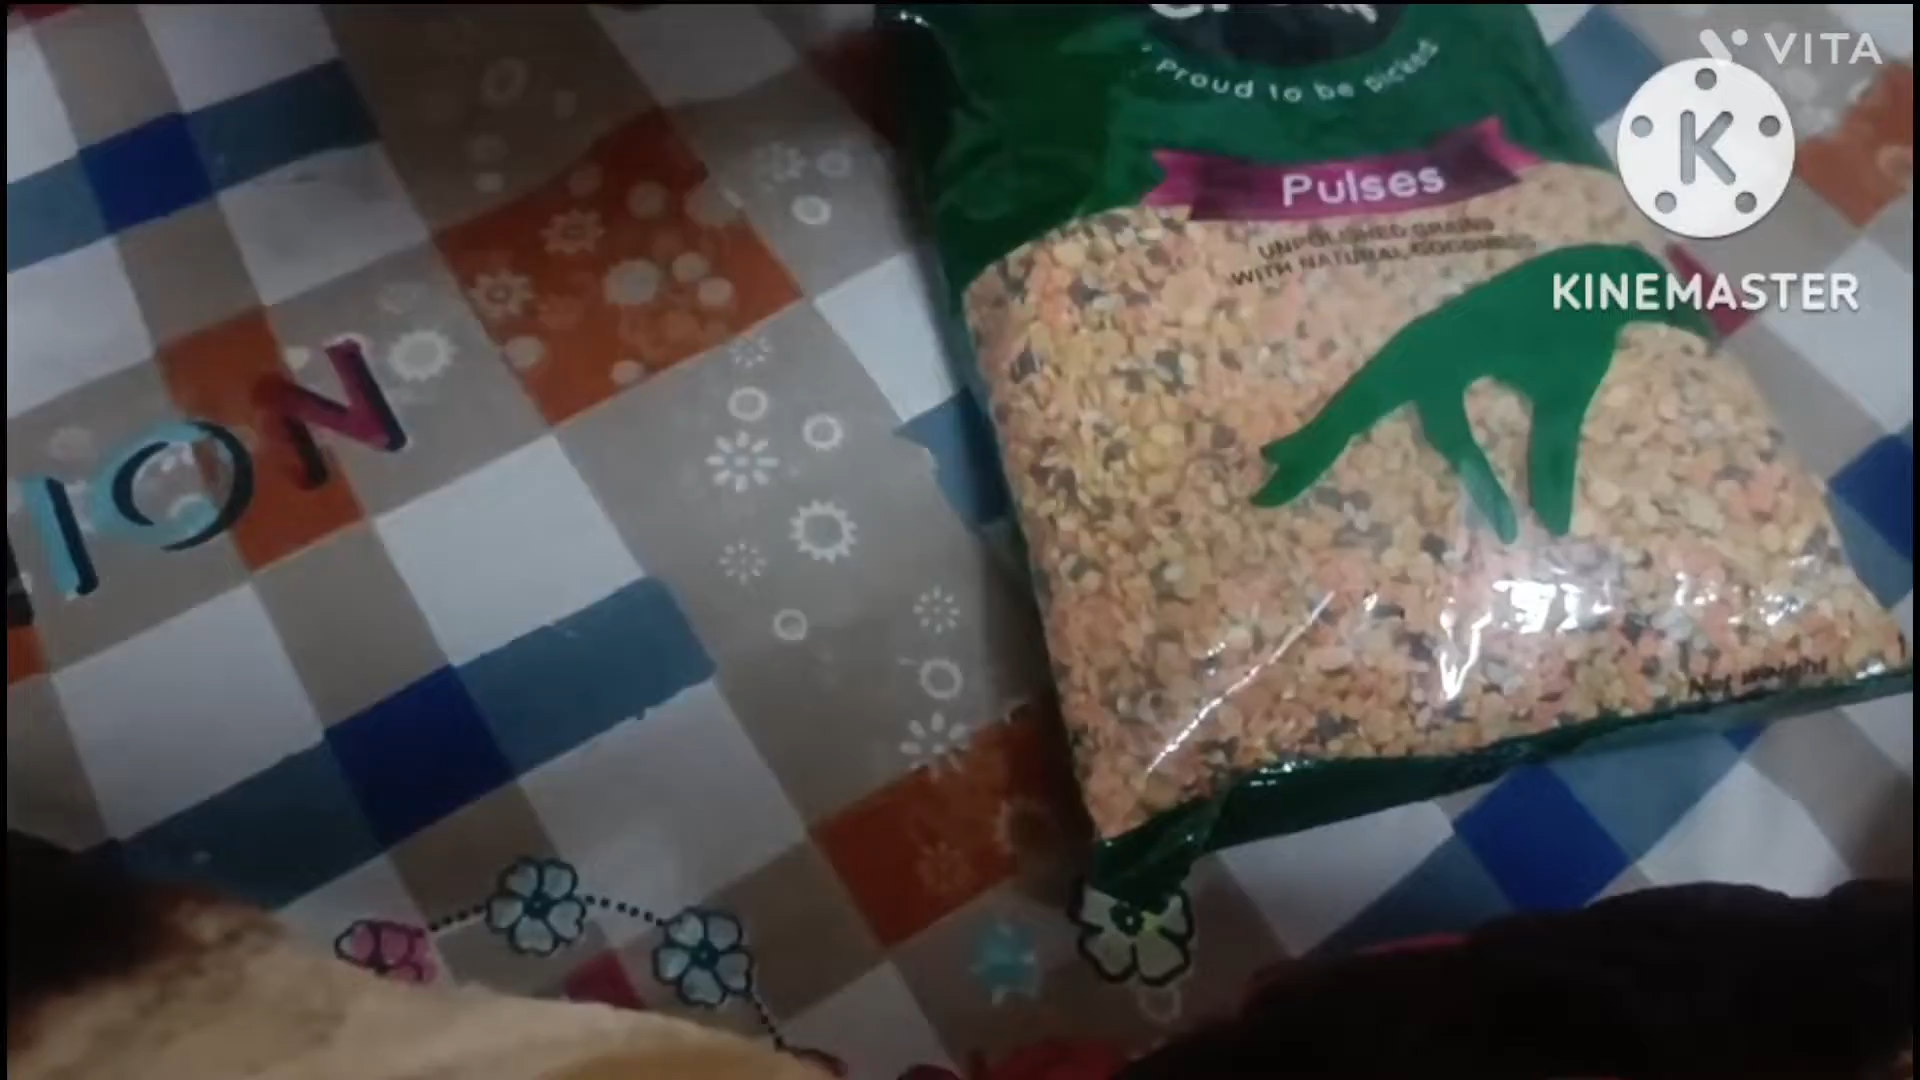 Proud to be picked
Pulses
UNPOLISHED GRAINS
WITH NATURAL GOODNESS
Net weight
ION
VITA
K
KINEMASTER